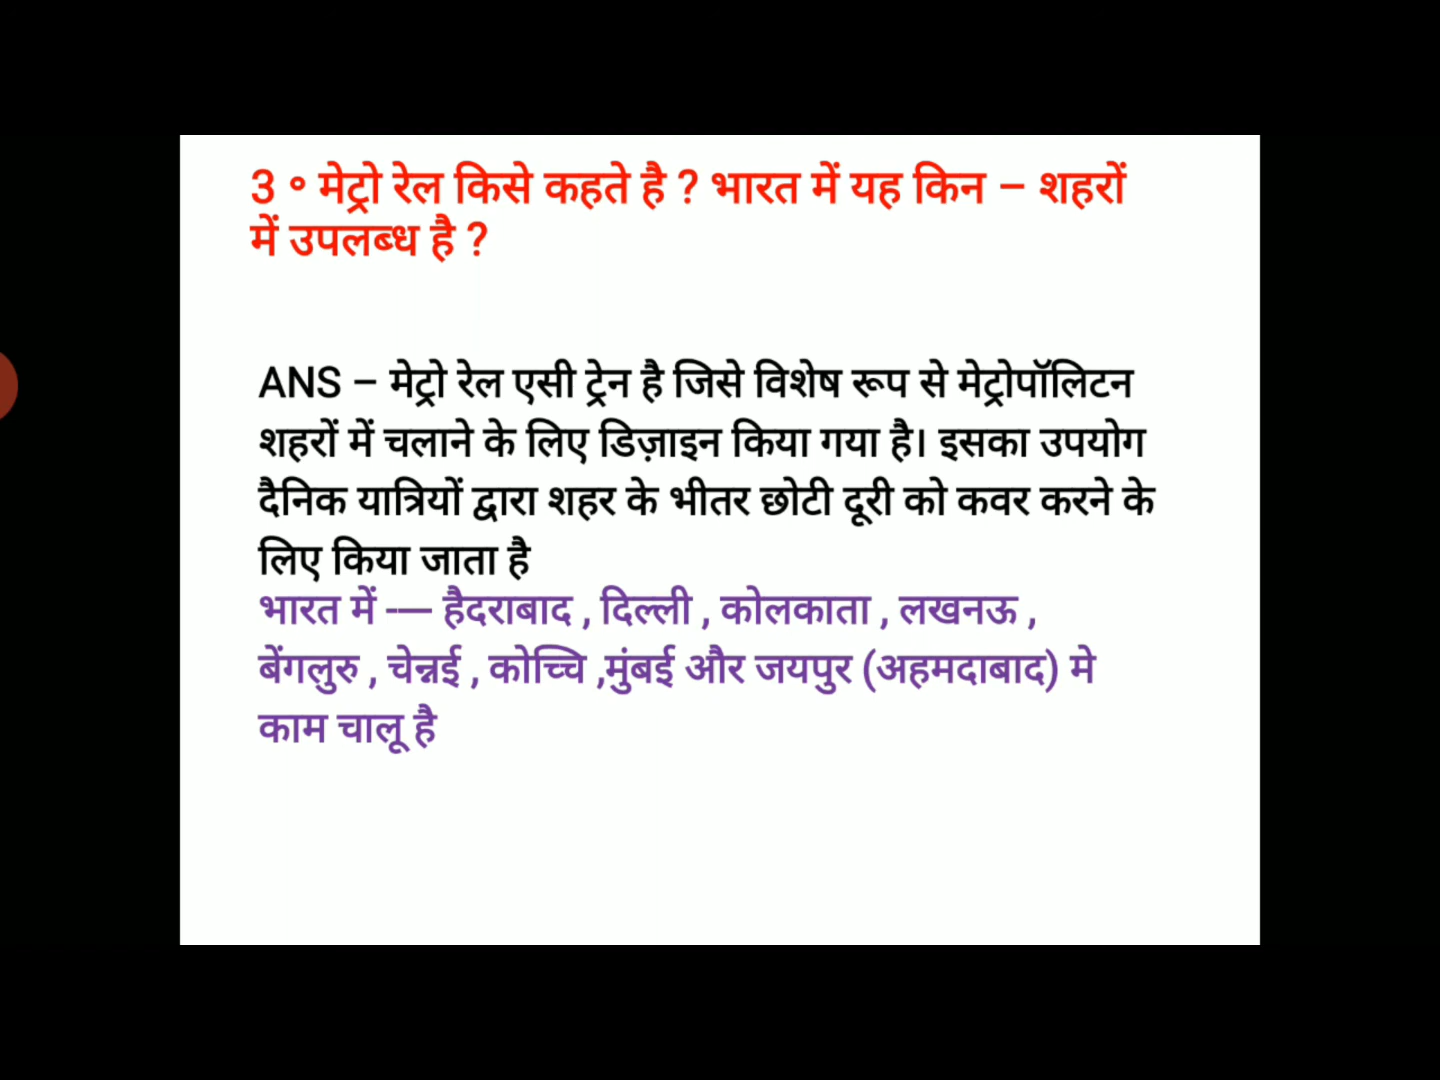 3 ॰ मेट्रो रेल किसे कहते है ? भारत में यह किन – शहरों
में उपलब्ध है ?
ANS – मेट्रो रेल एसी ट्रेन है जिसे विशेष रूप से मेट्रोपॉलिटन
शहरों में चलाने के लिए डिज़ाइन किया गया है। इसका उपयोग
दैनिक यात्रियों द्वारा शहर के भीतर छोटी दूरी को कवर करने के
लिए किया जाता है
भारत में -— हैदराबाद , दिल्ली , कोलकाता , लखनऊ ,
बेंगलुरु , चेन्नई , कोच्चि ,मुंबई और जयपुर (अहमदाबाद) मे
काम चालू है